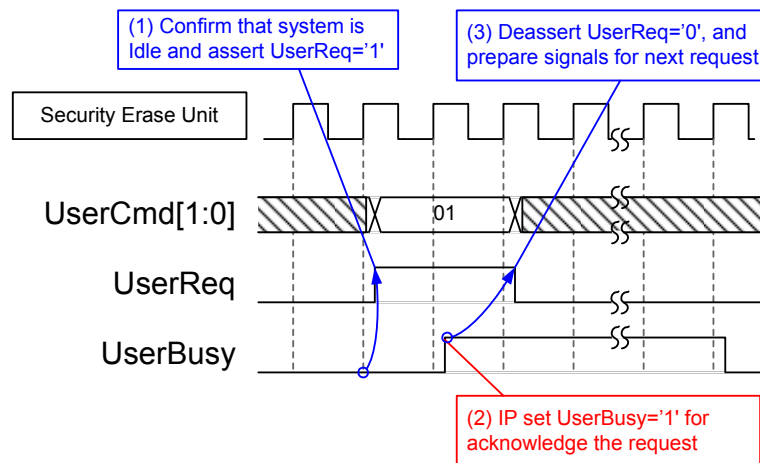 (1) Confirm that system is
Idle and assert UserReq='1'
(3) Deassert UserReq='0', and
prepare signals for next request
Security Erase Unit
UserCmd[1:0]
01
UserReq
UserBusy
(2) IP set UserBusy=’1' for
acknowledge the request